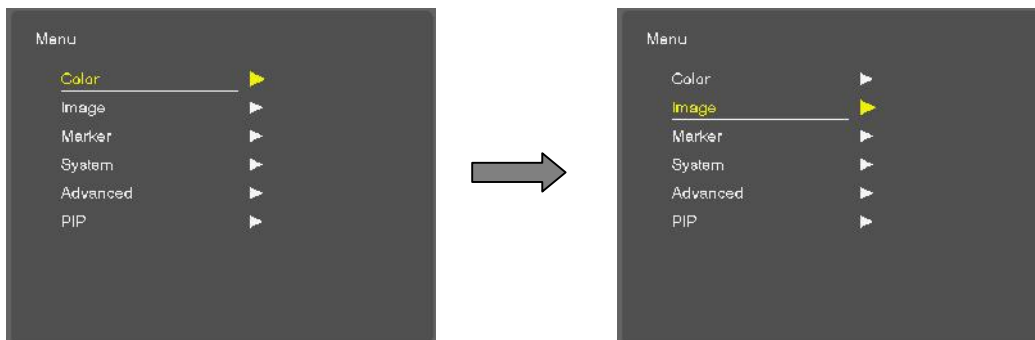 Menu
Color
Image
Marker
System
Advanced
PIP
Menu
Color
Image
Marker
System
Advanced
PIP